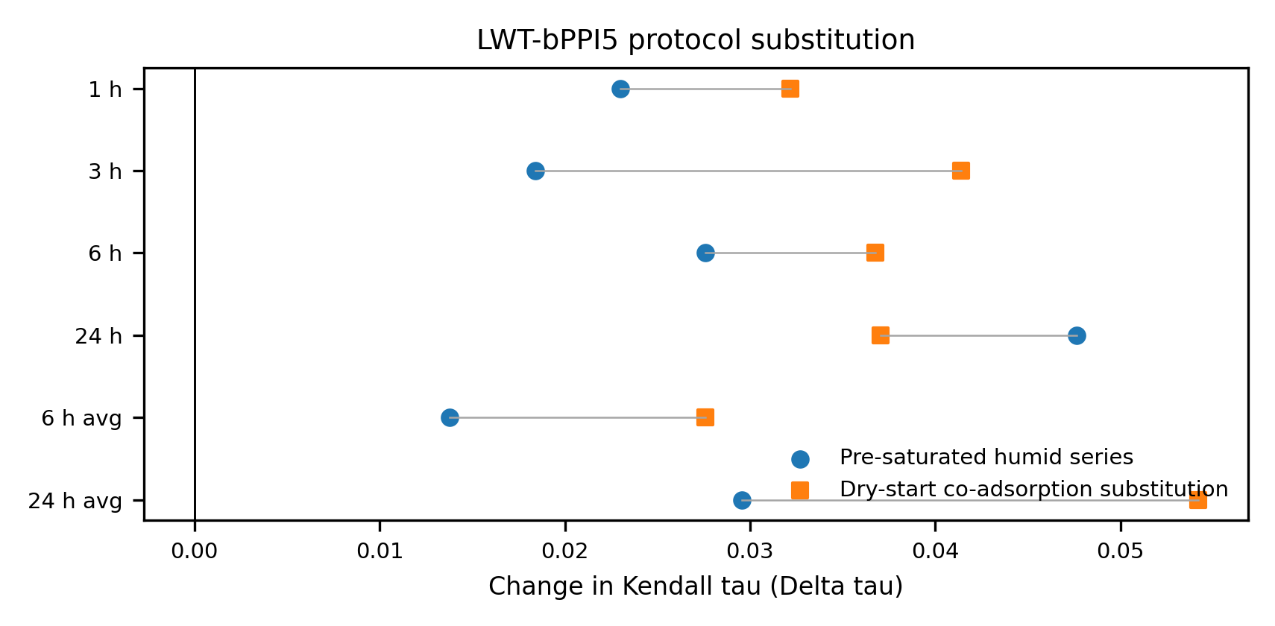 LWT-bPPI5 protocol substitution
1 h
3 h
6 h
24 h
6 h avg
24 h avg
Pre-saturated humid series
Dry-start co-adsorption substitution
0.00 0.01 0.02 0.03 0.04 0.05
Change in Kendall tau (Delta tau)